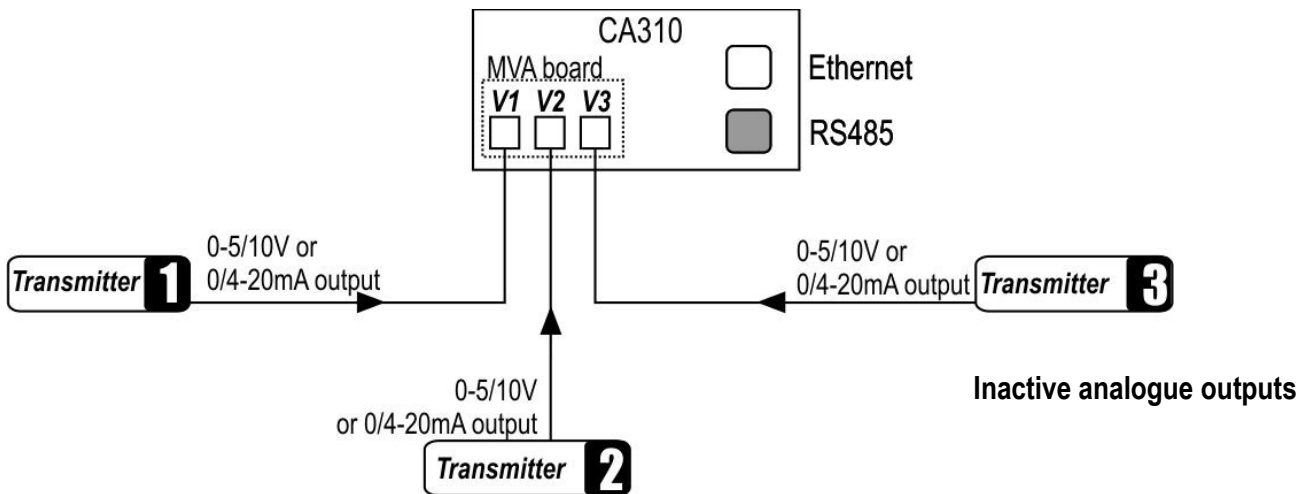 CA310
MVA board
V1 V2 V3
Ethernet
RS485
0-5/10V or
0/4-20mA output
Transmitter 1
0-5/10V or
0/4-20mA output
Transmitter 3
0-5/10V
or 0/4-20mA output
Transmitter 2
Inactive analogue outputs